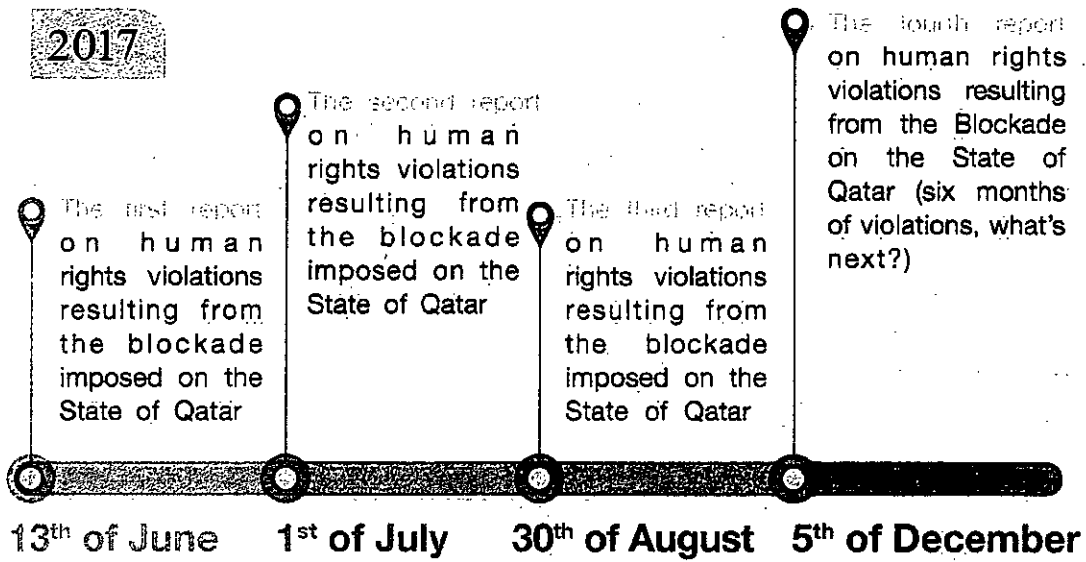 2017
The first report
on human
rights violations
resulting from
the blockade
imposed on the
State of Qatar
The second report
on human
rights violations
resulting from
the blockade
imposed on the
State of Qatar
The third report
on human
rights violations
resulting from
the blockade
imposed on the
State of Qatar
The fourth report
on human rights
violations resulting
from the Blockade
on the State of
Qatar (six months
of violations, what's
next?)
13th of June
1st of July
30th of August
5th of December